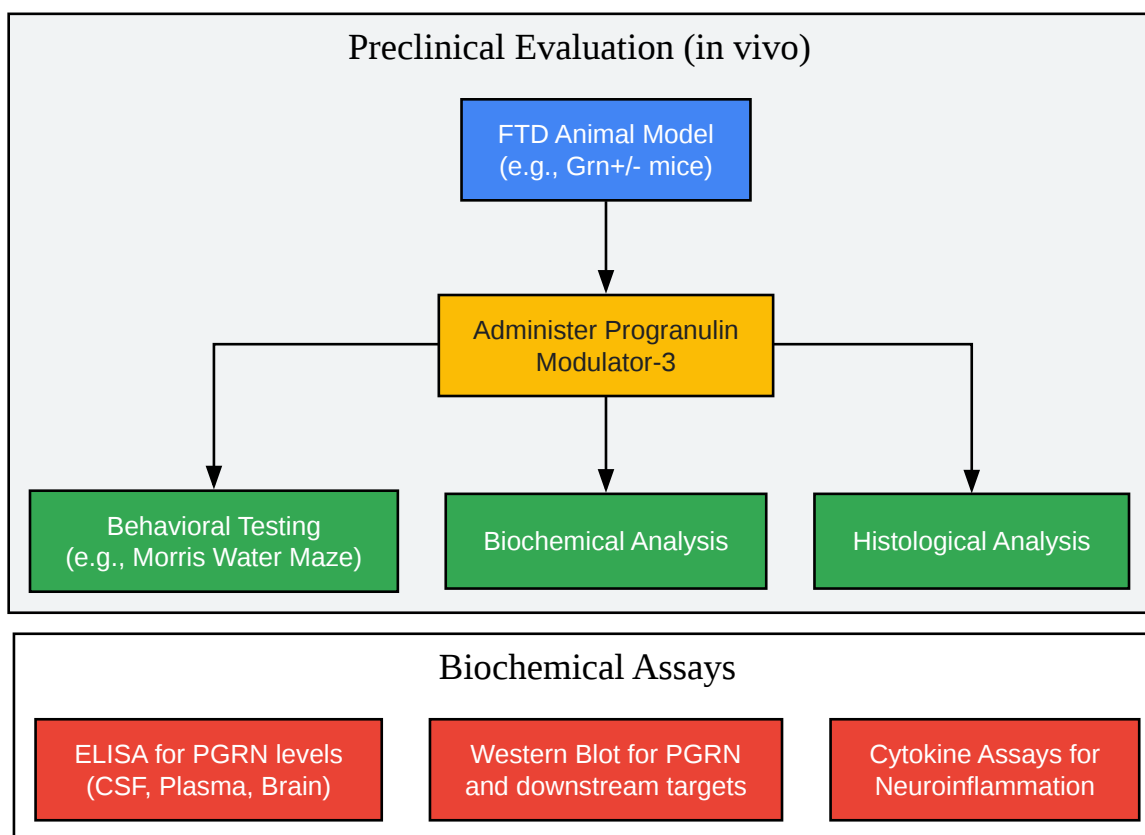 Preclinical Evaluation (in vivo)
FTD Animal Model
(e.g., Grn+/- mice)
Administer Progranulin
Modulator-3
Behavioral Testing
(e.g., Morris Water Maze)
Biochemical Analysis
Histological Analysis
Biochemical Assays
ELISA for PGRN levels
(CSF, Plasma, Brain)
Western Blot for PGRN
and downstream targets
Cytokine Assays for
Neuroinflammation